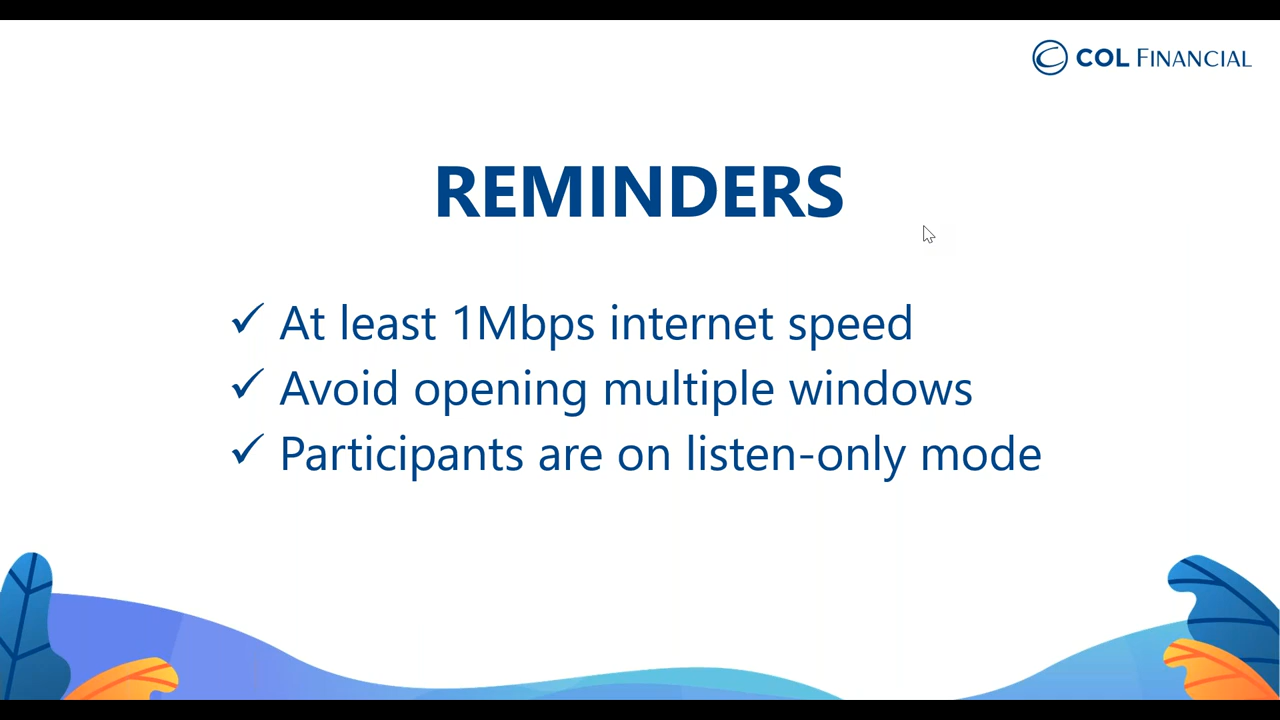 COL FINANCIAL
REMINDERS
✓ At least 1Mbps internet speed
✓ Avoid opening multiple windows
✓ Participants are on listen-only mode